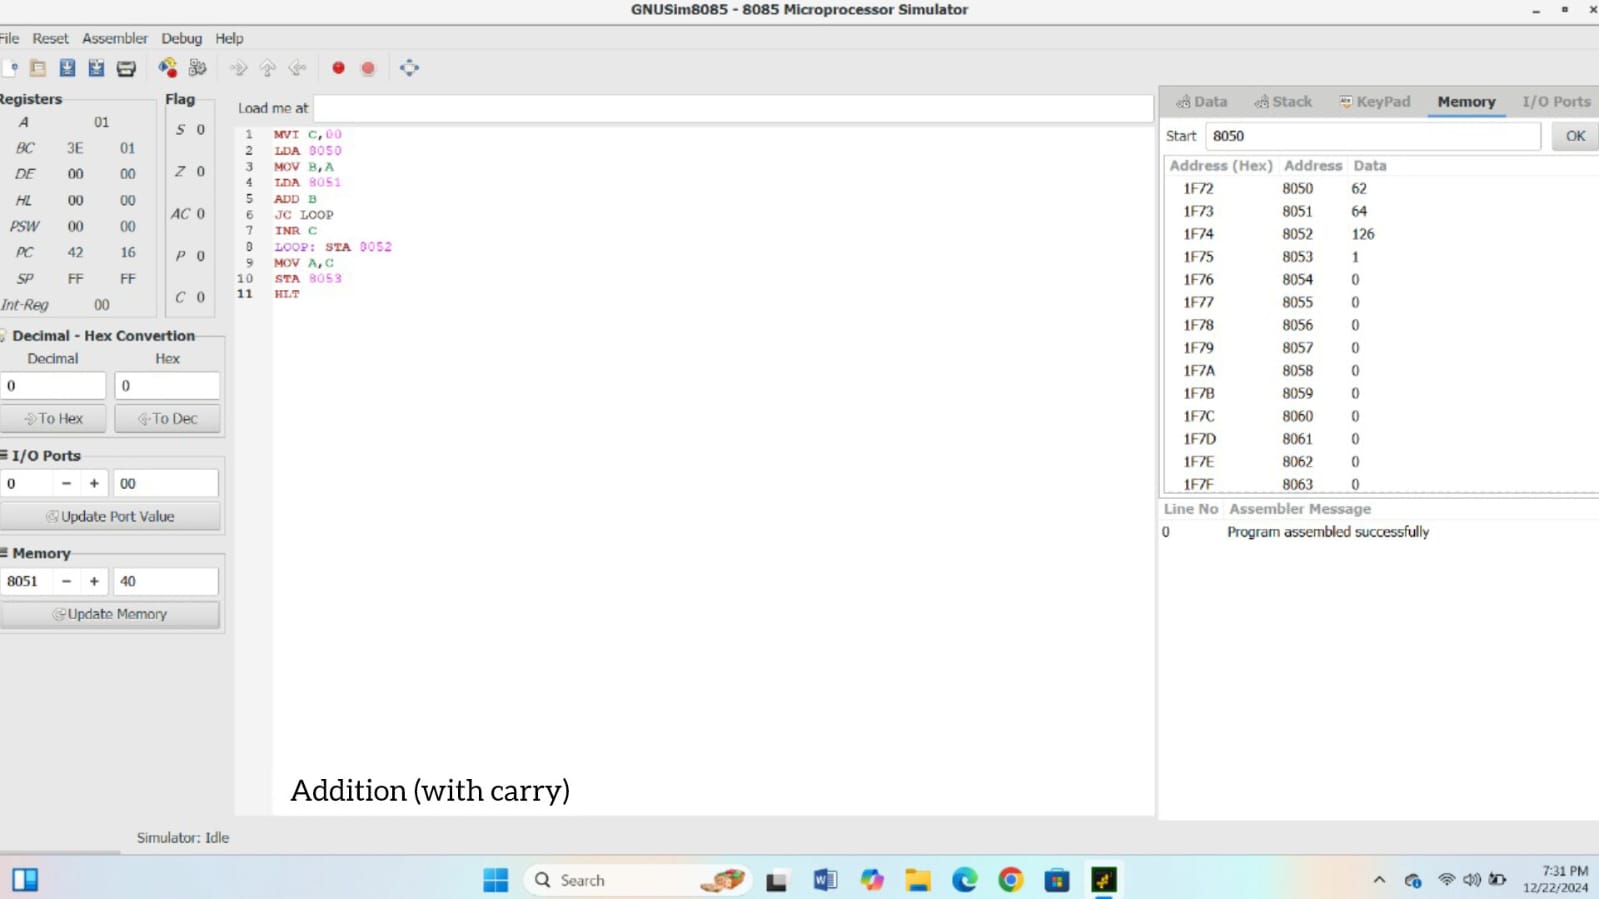 GNUSim8085 - 8085 Microprocessor Simulator
File Reset Assembler Debug Help
Registers
A 01
BC 3E 01
DE 00 00
HL 00 00
PSW 00 00
PC 42 16
SP FF FF
Int-Reg 00
Flag
S 0
Z 0
AC 0
P 0
C 0
Decimal - Hex Convertion
Decimal Hex
0 0
To Hex To Dec
I/O Ports
0 - + 00
Update Port Value
Memory
8051 - + 40
Update Memory
Load me at
1 MVI C,00
2 LDA 8050
3 MOV B,A
4 LDA 8051
5 ADD B
6 JC LOOP
7 INR C
8 LOOP: STA 8052
9 MOV A,C
10 STA 8053
11 HLT
Addition (with carry)
Data Stack KeyPad Memory I/O Ports
Start 8050 OK
Address (Hex) Address Data
1F72 8050 62
1F73 8051 64
1F74 8052 126
1F75 8053 1
1F76 8054 0
1F77 8055 0
1F78 8056 0
1F79 8057 0
1F7A 8058 0
1F7B 8059 0
1F7C 8060 0
1F7D 8061 0
1F7E 8062 0
1F7F 8063 0
Line No Assembler Message
0 Program assembled successfully
Simulator: Idle
Search
7:31 PM
12/22/2024